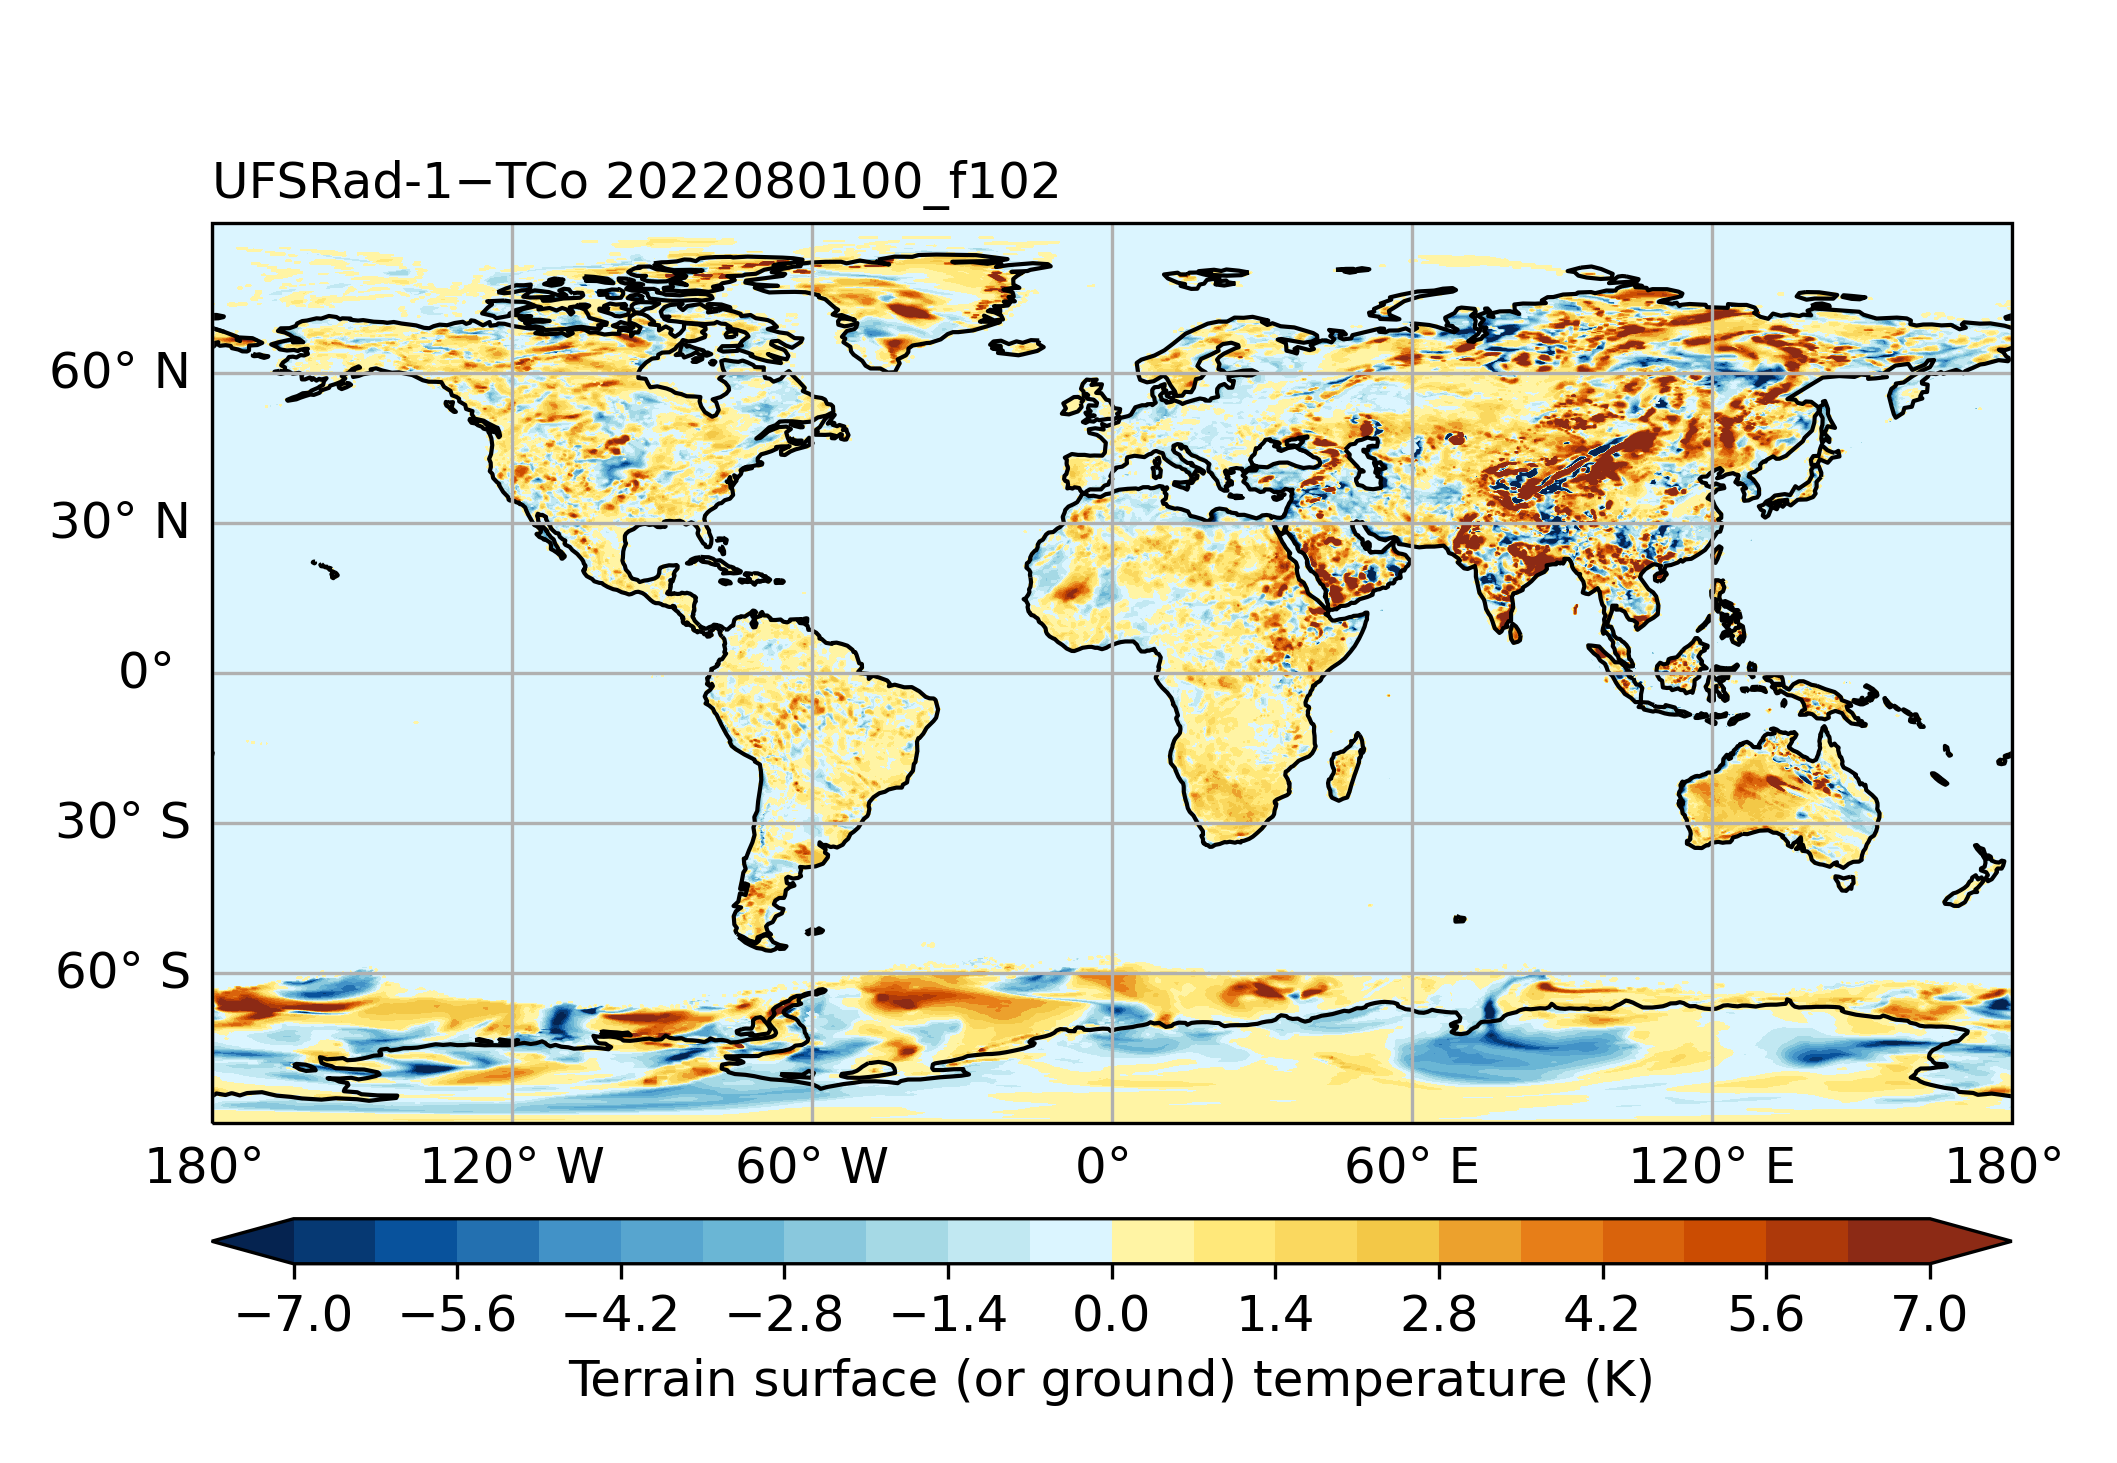 UFSRad-1−TCo 2022080100_f102
60° N
30° N
0°
30° S
60° S
180° 120° W 60° W 0° 60° E 120° E 180°
−7.0 −5.6 −4.2 −2.8 −1.4 0.0 1.4 2.8 4.2 5.6 7.0
Terrain surface (or ground) temperature (K)